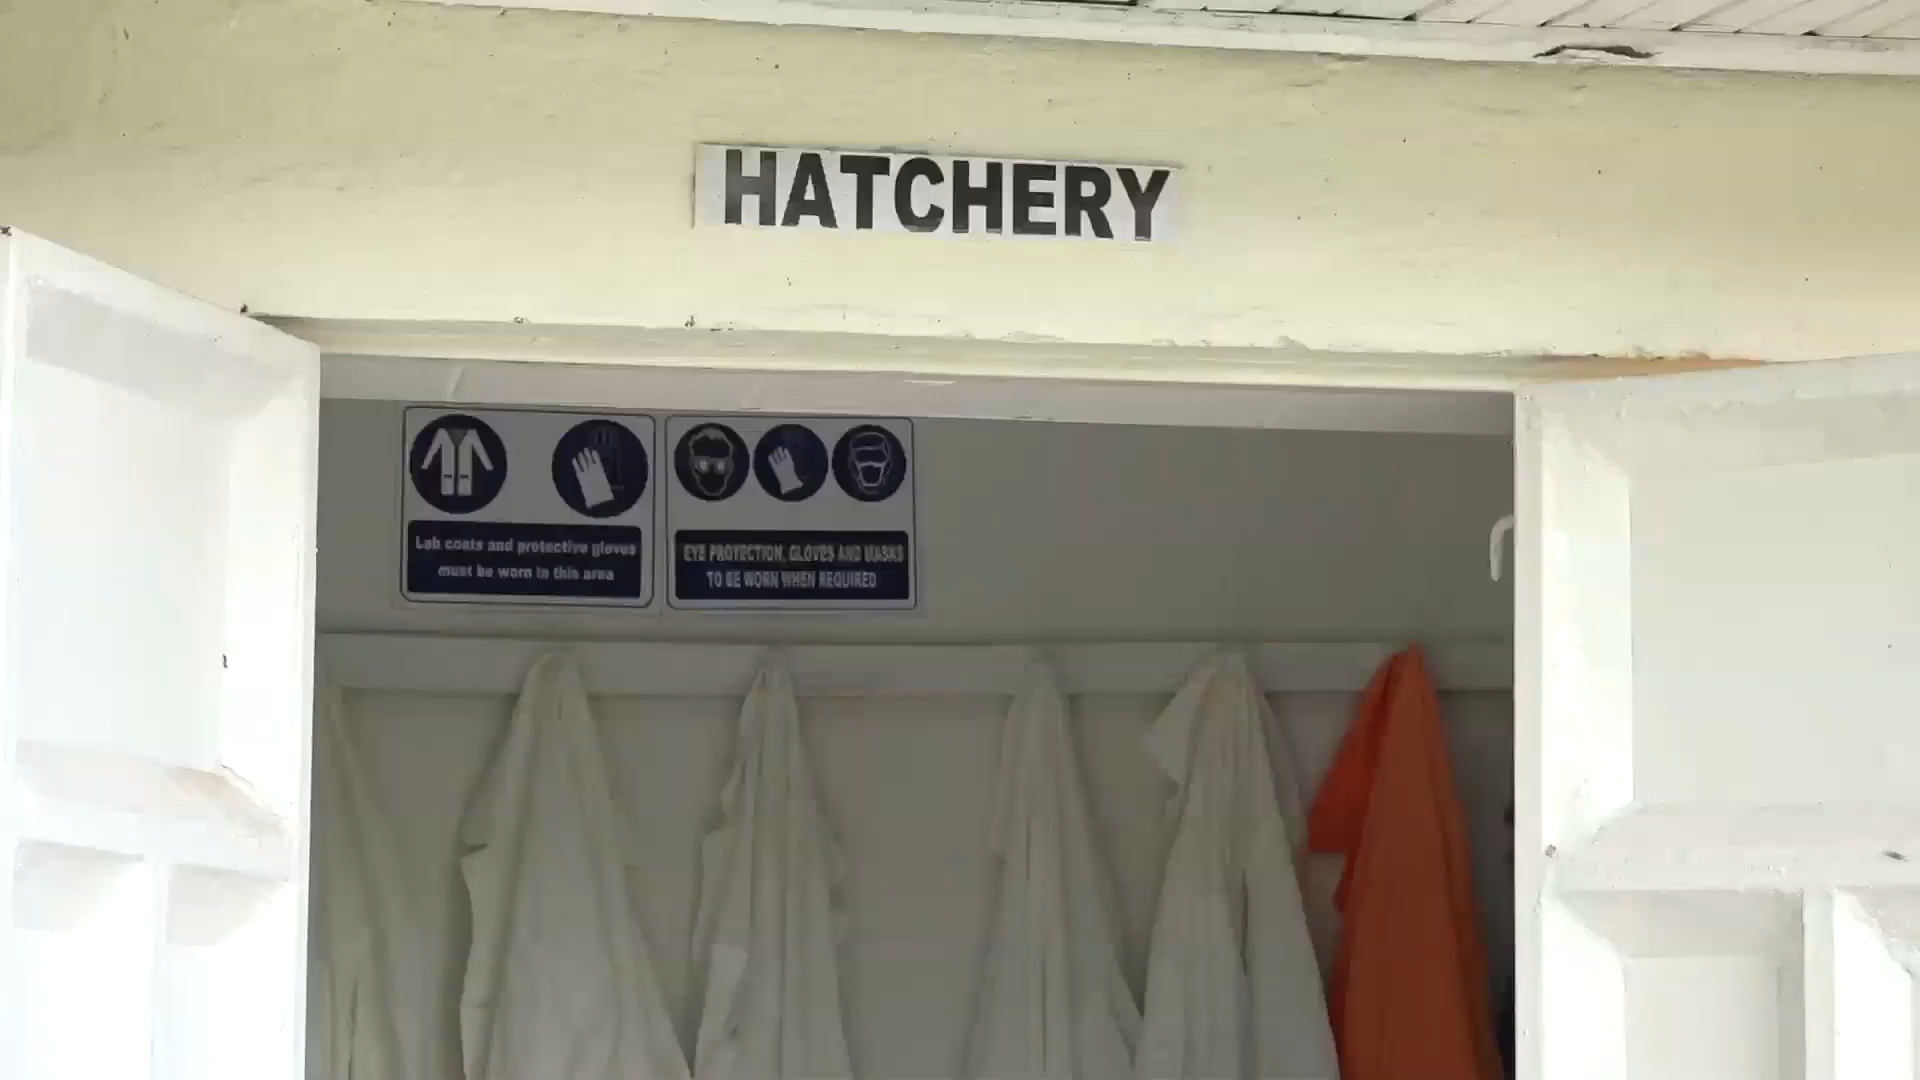 HATCHERY
Lab coats and protective gloves
must be worn in this area
EYE PROTECTION, GLOVES AND MASKS
TO BE WORN WHEN REQUIRED